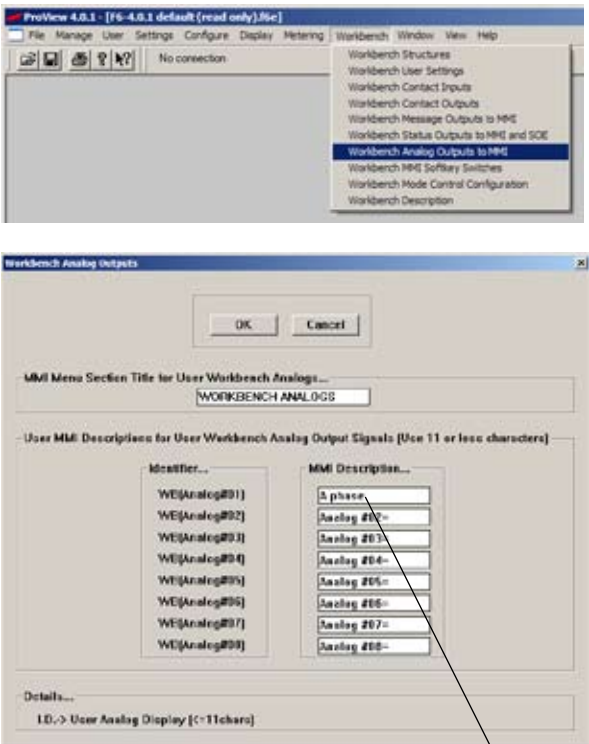 ProView 4.0.1 - [F6-4.0.1 default (read only).f6e]
File Manage User Settings Configure Display Metering Workbench Window View Help
No connection
Workbench Structures
Workbench User Settings
Workbench Contact Inputs
Workbench Contact Outputs
Workbench Message Outputs to MMI
Workbench Status Outputs to MMI and SOE
Workbench Analog Outputs to MMI
Workbench MMI Softkey Switches
Workbench Mode Control Configuration
Workbench Description
Workbench Analog Outputs
OK Cancel
MMI Menu Section Title for User Workbench Analogs...
WORKBENCH ANALOGS
User MMI Descriptions for User Workbench Analog Output Signals (Use 11 or less characters)
Identifier... MMI Description...
WB(Analog#01) A phase
WB(Analog#02) Analog #02=
WB(Analog#03) Analog #03=
WB(Analog#04) Analog #04=
WB(Analog#05) Analog #05=
WB(Analog#06) Analog #06=
WB(Analog#07) Analog #07=
WB(Analog#08) Analog #08=
Details...
I.D.-> User Analog Display (<=11chars)